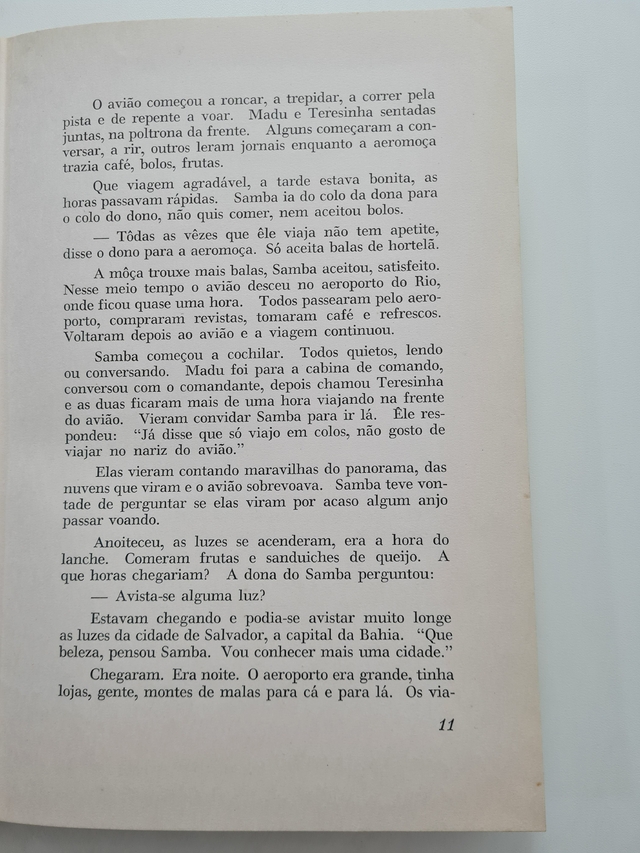 O avião começou a roncar, a trepidar, a correr pela
pista e de repente a voar. Madu e Teresinha sentadas
juntas, na poltrona da frente. Alguns começaram a con-
versar, a rir, outros leram jornais enquanto a aeromoça
trazia café, bolos, frutas.
Que viagem agradável, a tarde estava bonita, as
horas passavam rápidas. Samba ia do colo da dona para
o colo do dono, não quis comer, nem aceitou bolos.
— Tôdas as vêzes que êle viaja não tem apetite,
disse o dono para a aeromoça. Só aceita balas de hortelã.
A môça trouxe mais balas, Samba aceitou, satisfeito.
Nesse meio tempo o avião desceu no aeroporto do Rio,
onde ficou quase uma hora. Todos passearam pelo aero-
porto, compraram revistas, tomaram café e refrescos.
Voltaram depois ao avião e a viagem continuou.
Samba começou a cochilar. Todos quietos, lendo
ou conversando. Madu foi para a cabina de comando,
conversou com o comandante, depois chamou Teresinha
e as duas ficaram mais de uma hora viajando na frente
do avião. Vieram convidar Samba para ir lá. Êle res-
pondeu: “Já disse que só viajo em colos, não gosto de
viajar no nariz do avião.”
Elas vieram contando maravilhas do panorama, das
nuvens que viram e o avião sobrevoava. Samba teve von-
tade de perguntar se elas viram por acaso algum anjo
passar voando.
Anoiteceu, as luzes se acenderam, era a hora do
lanche. Comeram frutas e sanduiches de queijo. A
que horas chegariam? A dona do Samba perguntou:
— Avista-se alguma luz?
Estavam chegando e podia-se avistar muito longe
as luzes da cidade de Salvador, a capital da Bahia. “Que
beleza, pensou Samba. Vou conhecer mais uma cidade.”
Chegaram. Era noite. O aeroporto era grande, tinha
lojas, gente, montes de malas para cá e para lá. Os via-
11